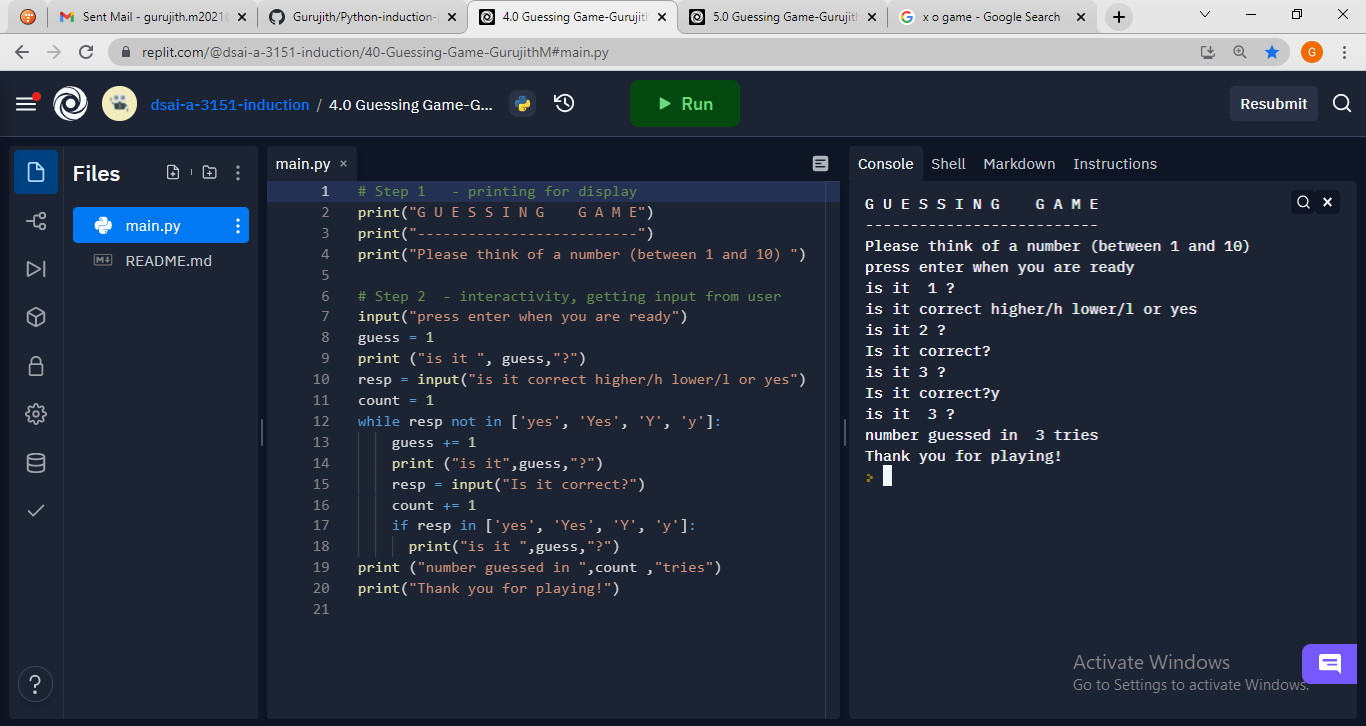 Sent Mail - gurujith.m2021
Gurujith/Python-induction-
4.0 Guessing Game-Gurujith
5.0 Guessing Game-Gurujith
x o game - Google Search
replit.com/@dsai-a-3151-induction/40-Guessing-Game-GurujithM#main.py
G
dsai-a-3151-induction / 4.0 Guessing Game-G...
Run
Resubmit
Files
main.py
README.md
main.py
1 # Step 1   - printing for display
2 print("G U E S S I N G    G A M E")
3 print("--------------------------")
4 print("Please think of a number (between 1 and 10) ")
5
6 # Step 2  - interactivity, getting input from user
7 input("press enter when you are ready")
8 guess = 1
9 print ("is it ", guess,"?")
10 resp = input("is it correct higher/h lower/l or yes")
11 count = 1
12 while resp not in ['yes', 'Yes', 'Y', 'y']:
13     guess += 1
14     print ("is it",guess,"?")
15     resp = input("Is it correct?")
16     count += 1
17     if resp in ['yes', 'Yes', 'Y', 'y']:
18       print("is it ",guess,"?")
19 print ("number guessed in ",count ,"tries")
20 print("Thank you for playing!")
21
Console
Shell
Markdown
Instructions
G U E S S I N G    G A M E
--------------------------
Please think of a number (between 1 and 10)
press enter when you are ready
is it  1 ?
is it correct higher/h lower/l or yes
is it 2 ?
Is it correct?
is it 3 ?
Is it correct?y
is it  3 ?
number guessed in  3 tries
Thank you for playing!
>
Activate Windows
Go to Settings to activate Windows.
?